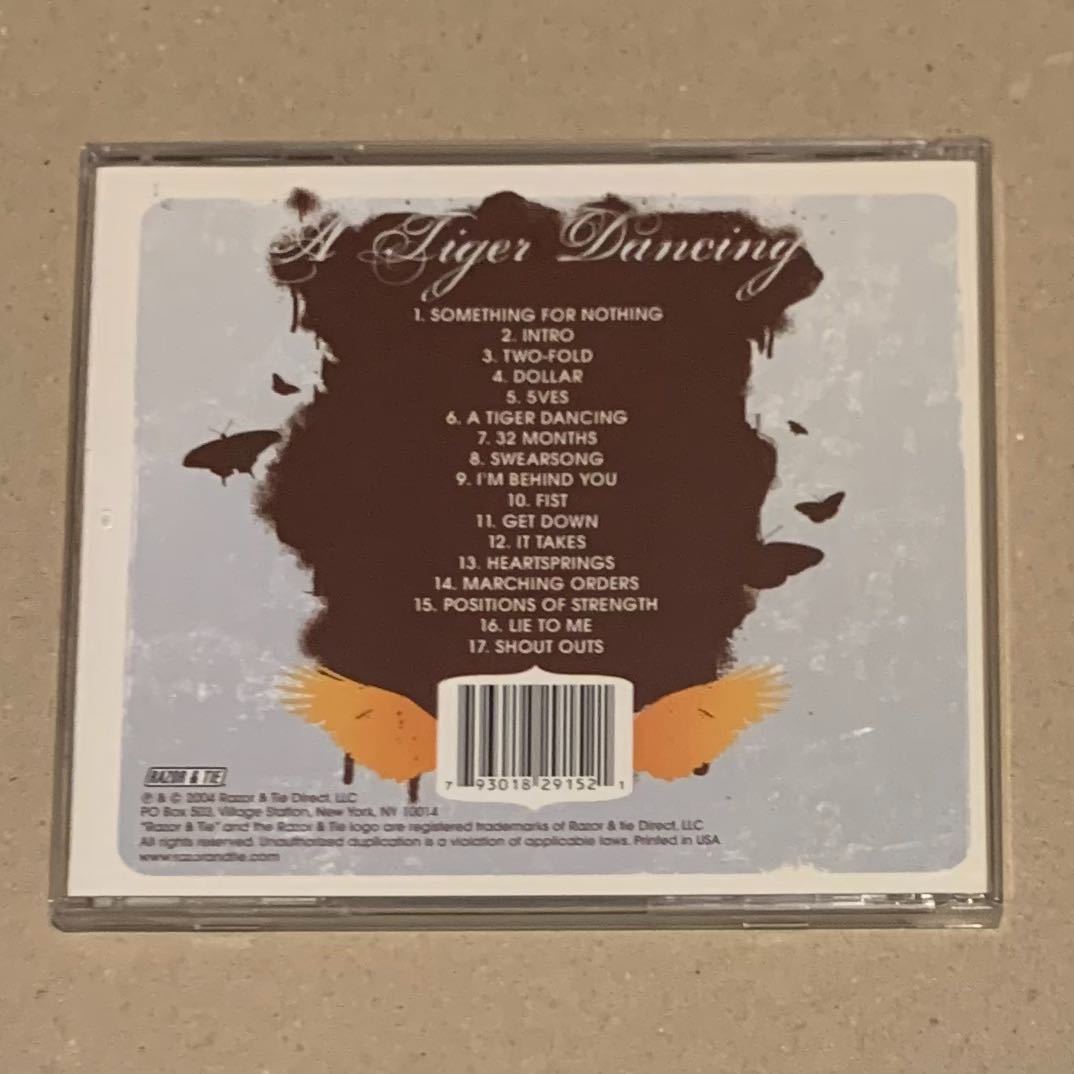 A Tiger Dancing
1. SOMETHING FOR NOTHING
2. INTRO
3. TWO-FOLD
4. DOLLAR
5. 5VES
6. A TIGER DANCING
7. 32 MONTHS
8. SWEARSONG
9. I'M BEHIND YOU
10. FIST
11. GET DOWN
12. IT TAKES
13. HEARTSPRINGS
14. MARCHING ORDERS
15. POSITIONS OF STRENGTH
16. LIE TO ME
17. SHOUT OUTS
7 93018 29152 1
RAZOR & TIE
℗ & © 2004 Razor & Tie Direct, LLC
PO Box 503, Village Station, New York, NY 10014
"Razor & Tie" and the Razor & Tie logo are registered trademarks of Razor & tie Direct, LLC
All rights reserved. Unauthorized duplication is a violation of applicable laws. Printed in USA
www.razorandtie.com